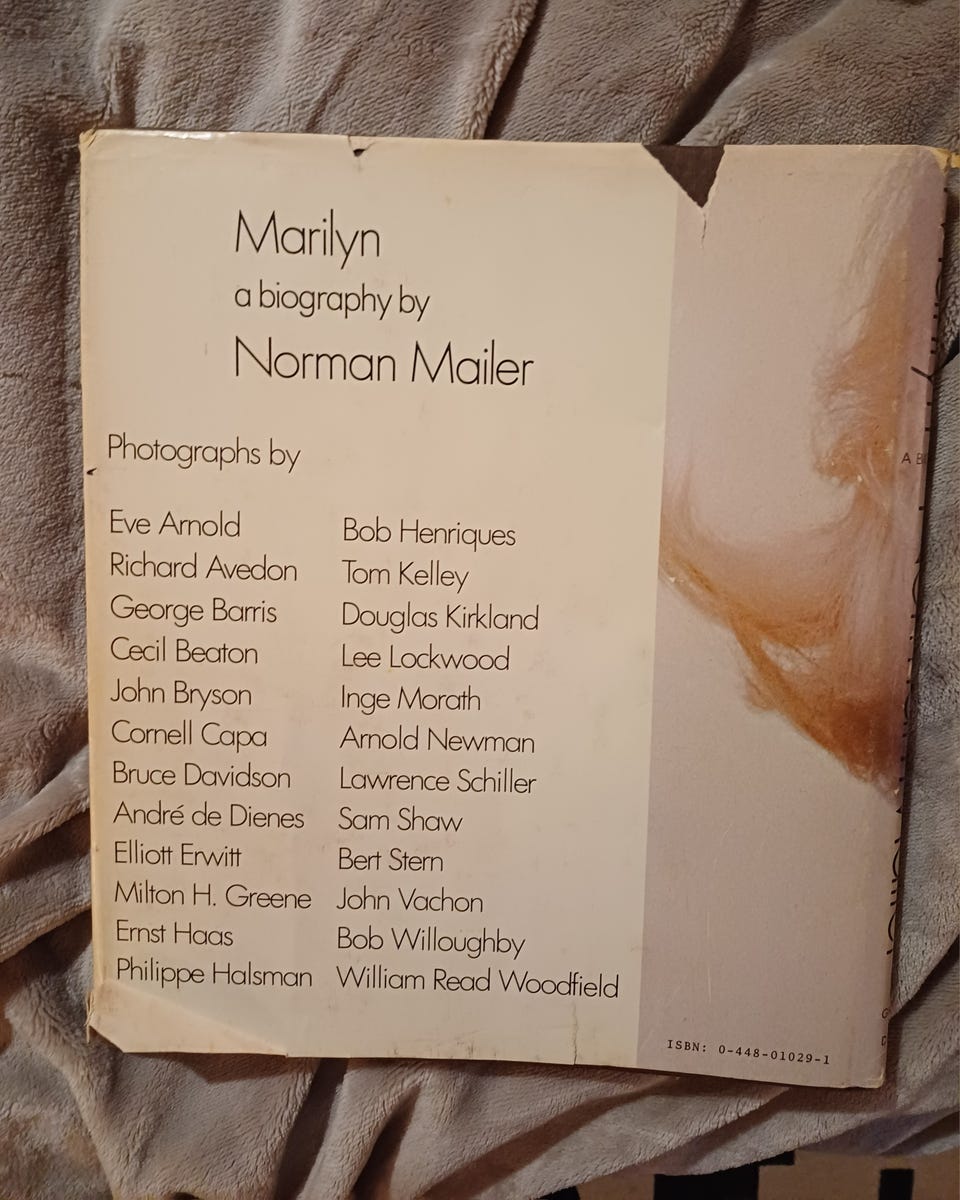 Marilyn
a biography by
Norman Mailer
Photographs by
Eve Arnold
Richard Avedon
George Barris
Cecil Beaton
John Bryson
Cornell Capa
Bruce Davidson
André de Dienes
Elliott Erwitt
Milton H. Greene
Ernst Haas
Philippe Halsman
Bob Henriques
Tom Kelley
Douglas Kirkland
Lee Lockwood
Inge Morath
Arnold Newman
Lawrence Schiller
Sam Shaw
Bert Stern
John Vachon
Bob Willoughby
William Read Woodfield
ISBN: 0-448-01029-1